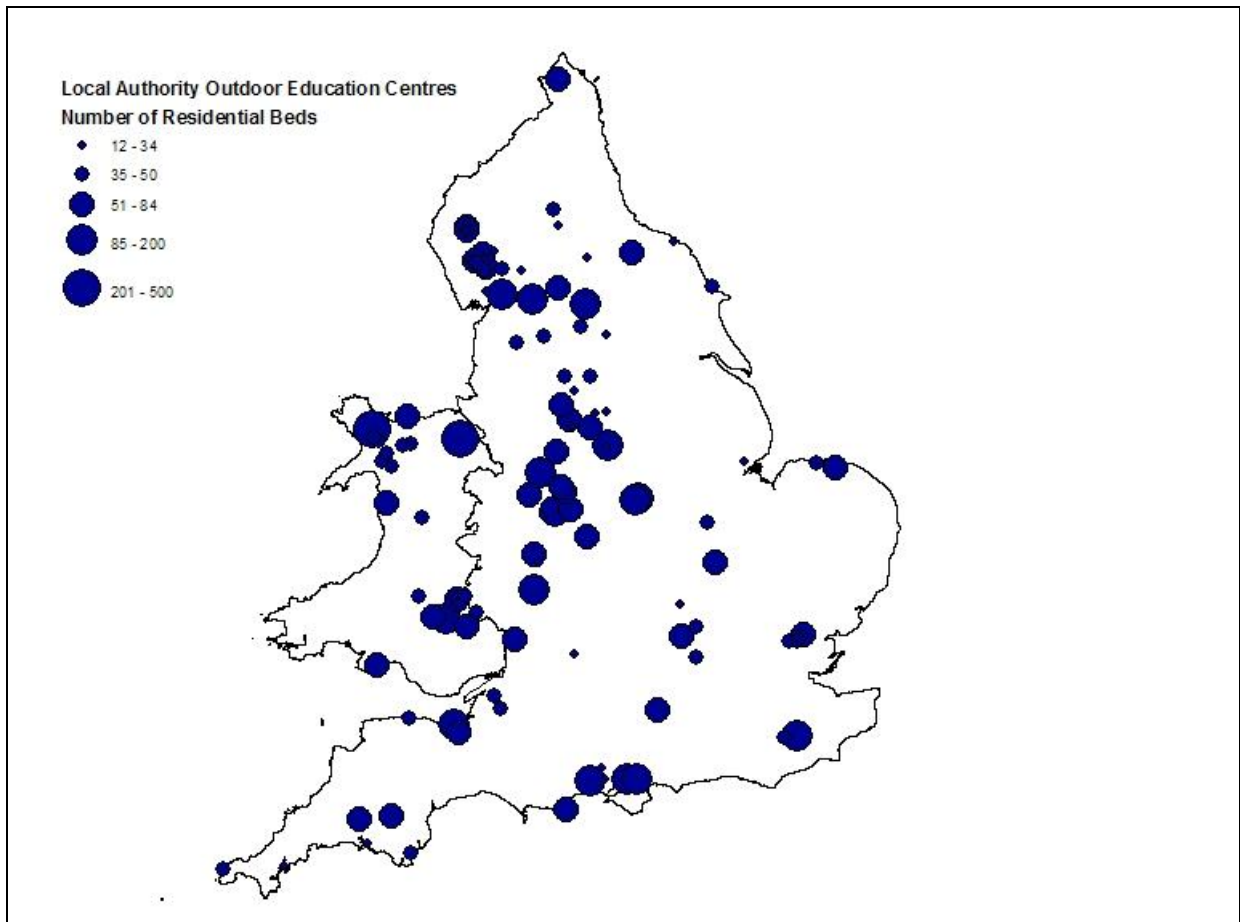 Local Authority Outdoor Education Centres
Number of Residential Beds
12 - 34
35 - 50
51 - 84
85 - 200
201 - 500